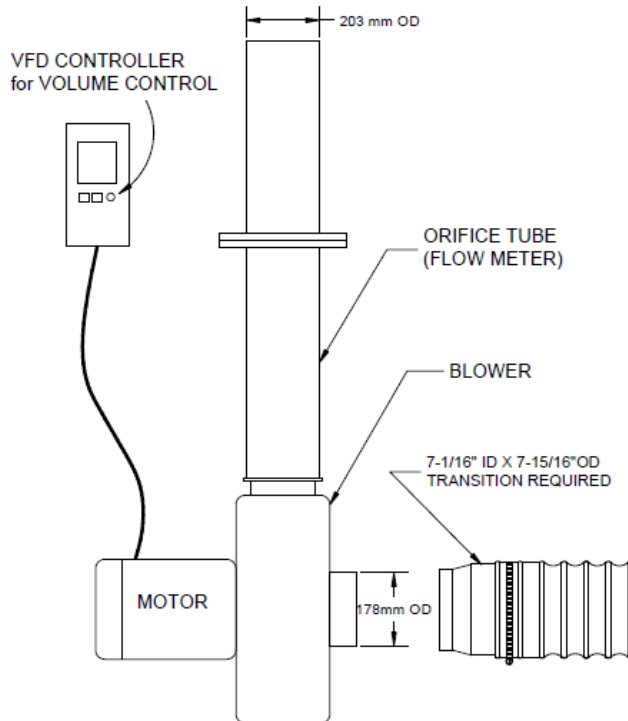 203 mm OD
VFD CONTROLLER
for VOLUME CONTROL
ORIFICE TUBE
(FLOW METER)
BLOWER
7-1/16" ID X 7-15/16"OD
TRANSITION REQUIRED
MOTOR
178mm OD